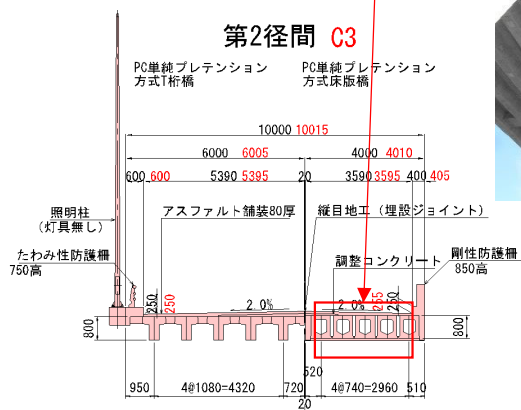 第2径間 C3
PC単純プレテンション
方式T桁橋
PC単純プレテンション
方式床版橋
10000 10015
6000 6005
4000 4010
600 600
5390 5395
20
3590 3595
400 405
照明柱
(灯具無し)
アスファルト舗装80厚
縦目地工(埋設ジョイント)
たわみ性防護柵
750高
調整コンクリート
剛性防護柵
850高
250
250
2.0%
2.0%
265
250
800
800
520
950
4@1080=4320
720
4@740=2960
510
20